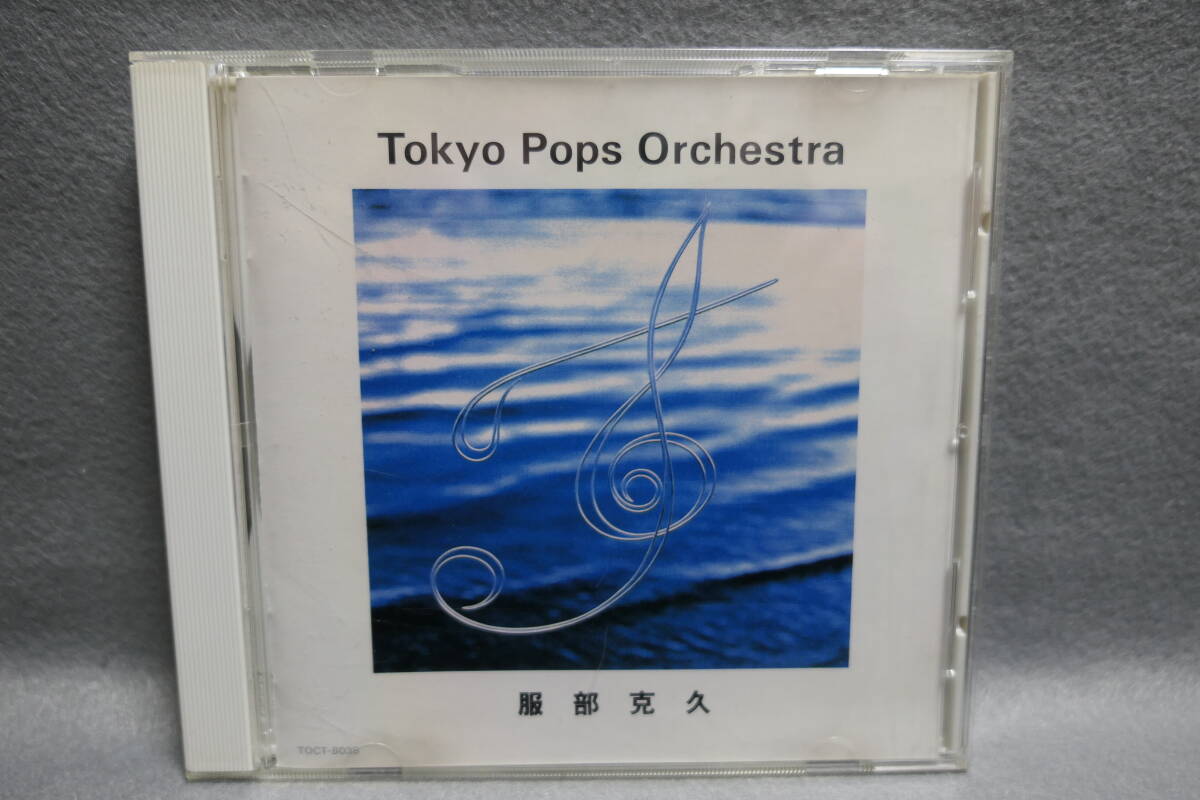 Tokyo Pops Orchestra
服部克久
TOCT-8038